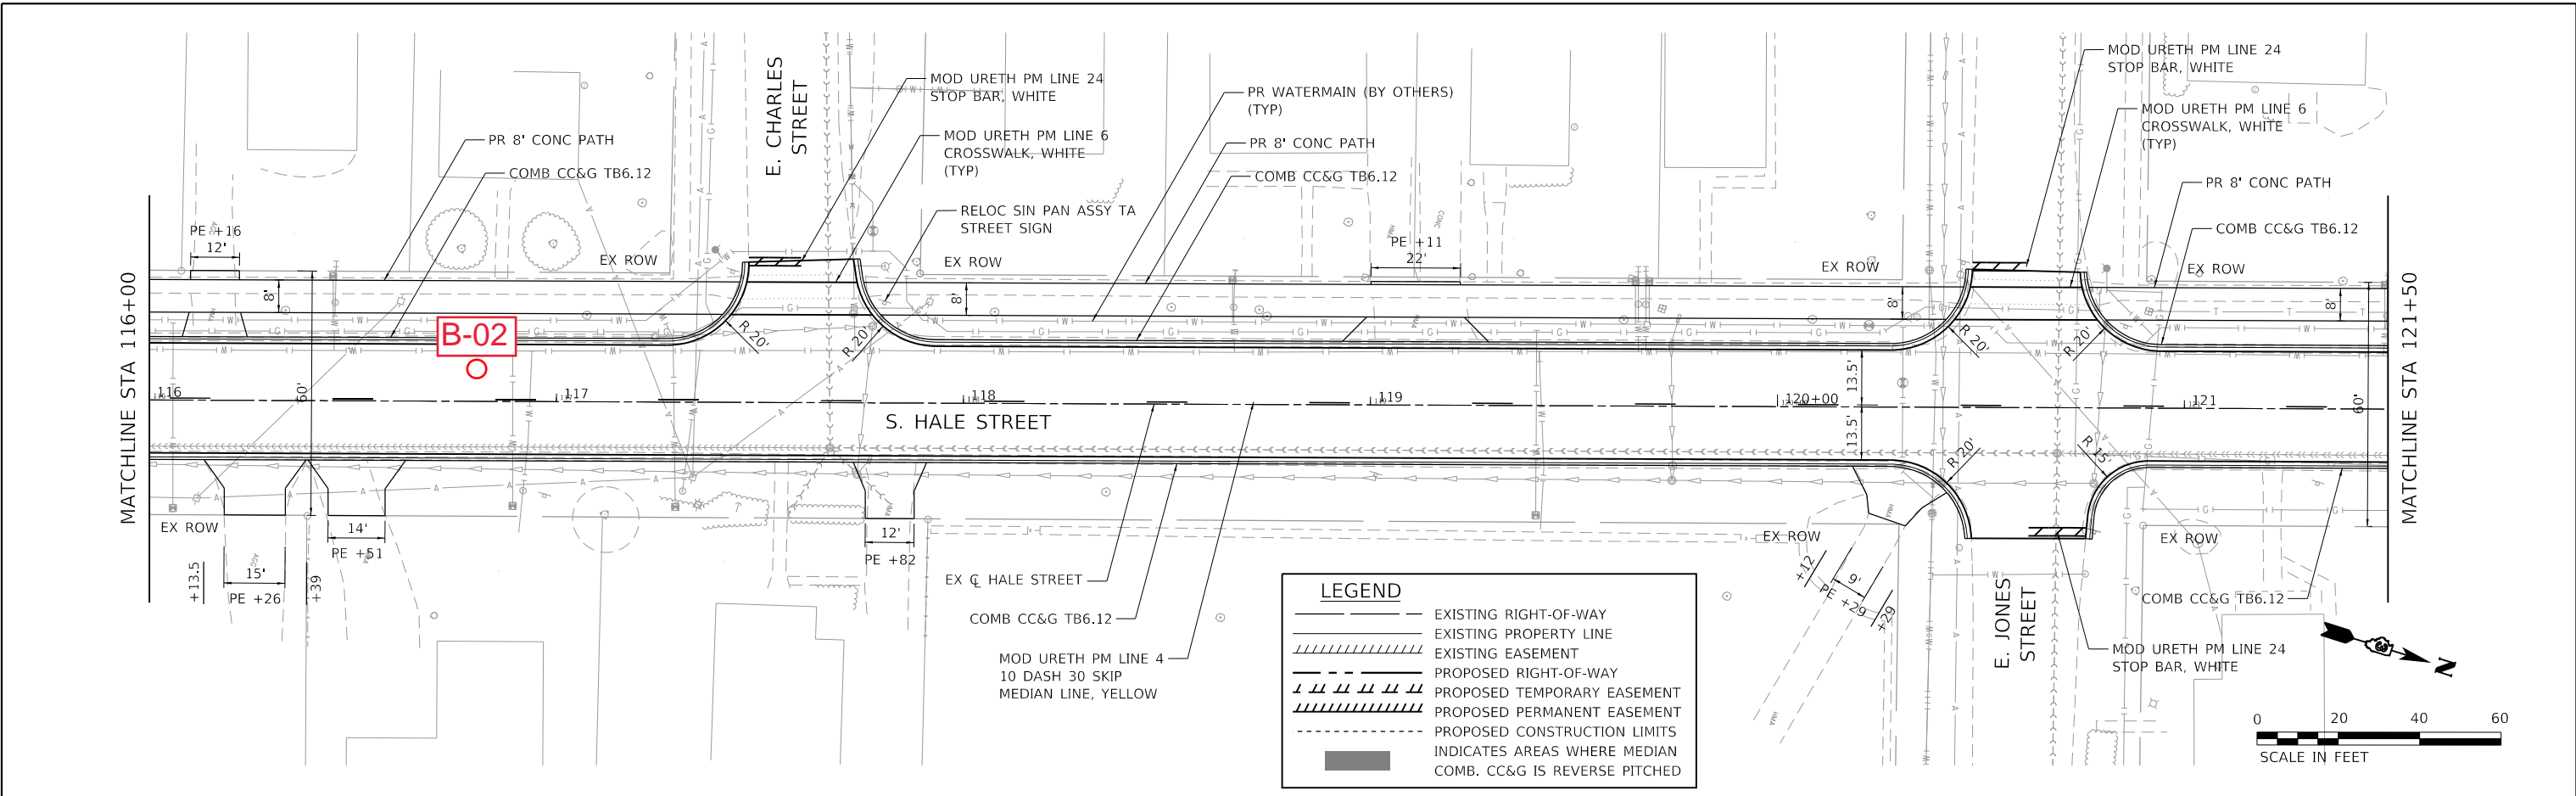 MATCHLINE STA 116+00
PE +16
12'
8'
PR 8' CONC PATH
COMB CC&G TB6.12
B-02
EX ROW
60'
E. CHARLES
STREET
MOD URETH PM LINE 24
STOP BAR, WHITE
MOD URETH PM LINE 6
CROSSWALK, WHITE
(TYP)
RELOC SIN PAN ASSY TA
STREET SIGN
EX ROW
R 20'
R 20'
8'
PR WATERMAIN (BY OTHERS)
(TYP)
PR 8' CONC PATH
COMB CC&G TB6.12
PE +11
22'
HMA
CONC
EX ROW
8'
MOD URETH PM LINE 24
STOP BAR, WHITE
MOD URETH PM LINE 6
CROSSWALK, WHITE
(TYP)
PR 8' CONC PATH
COMB CC&G TB6.12
EX ROW
8'
R 20'
R 20'
13.5'
13.5'
116
117
118
119
120+00
121
S. HALE STREET
60'
MATCHLINE STA 121+50
EX ROW
+13.5
15'
PE +26
+39
14'
PE +51
12'
PE +82
EX ℄ HALE STREET
COMB CC&G TB6.12
MOD URETH PM LINE 4
10 DASH 30 SKIP
MEDIAN LINE, YELLOW
EX ROW
+12
9'
PE +29
+29
HMA
HMA
R 20'
R 15'
E. JONES
STREET
EX ROW
COMB CC&G TB6.12
MOD URETH PM LINE 24
STOP BAR, WHITE
LEGEND
EXISTING RIGHT-OF-WAY
EXISTING PROPERTY LINE
EXISTING EASEMENT
PROPOSED RIGHT-OF-WAY
PROPOSED TEMPORARY EASEMENT
PROPOSED PERMANENT EASEMENT
PROPOSED CONSTRUCTION LIMITS
INDICATES AREAS WHERE MEDIAN
COMB. CC&G IS REVERSE PITCHED
N
0 20 40 60
SCALE IN FEET